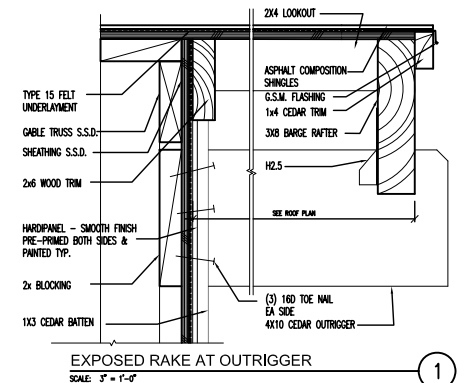 2X4 LOOKOUT
TYPE 15 FELT
UNDERLAYMENT
GABLE TRUSS S.S.D.
SHEATHING S.S.D.
2x6 WOOD TRIM
HARDIPANEL - SMOOTH FINISH
PRE-PRIMED BOTH SIDES &
PAINTED TYP.
2x BLOCKING
1X3 CEDAR BATTEN
ASPHALT COMPOSITION
SHINGLES
G.S.M. FLASHING
1x4 CEDAR TRIM
3X8 BARGE RAFTER
H2.5
SEE ROOF PLAN
(3) 16D TOE NAIL
EA SIDE
4X10 CEDAR OUTRIGGER
EXPOSED RAKE AT OUTRIGGER
SCALE: 3" = 1'-0"
1